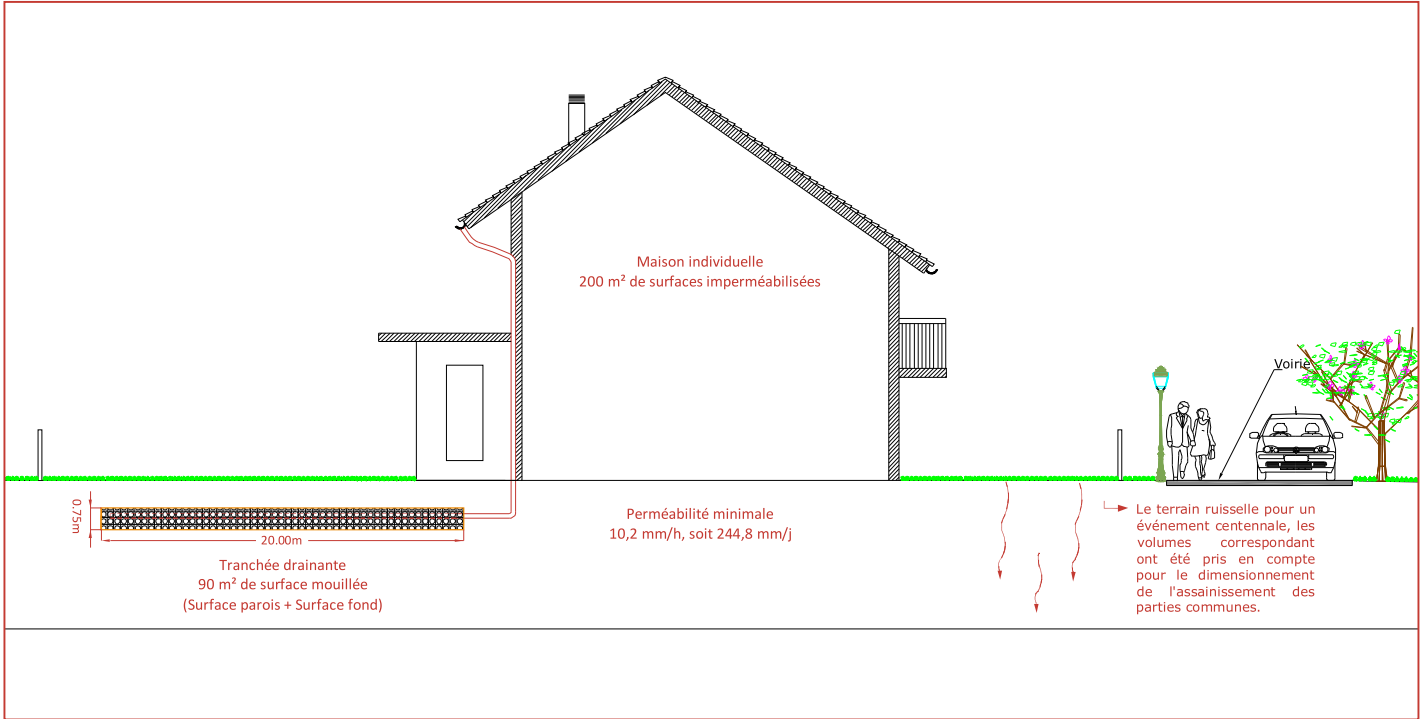 Maison individuelle
200 m² de surfaces imperméabilisées
Voirie
0.75m
20.00m
Tranchée drainante
90 m² de surface mouillée
(Surface parois + Surface fond)
Perméabilité minimale
10,2 mm/h, soit 244,8 mm/j
Le terrain ruisselle pour un
événement centennale, les
volumes correspondant
ont été pris en compte
pour le dimensionnement
de l'assainissement des
parties communes.